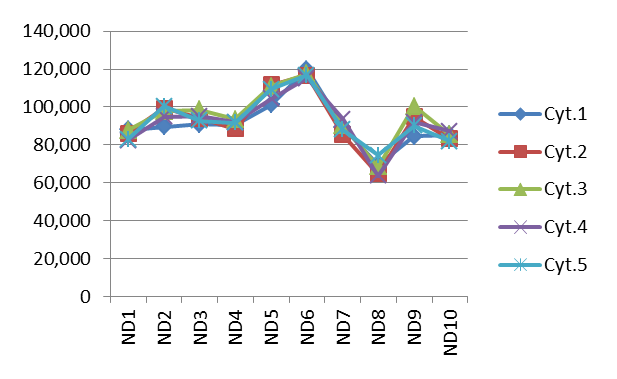 140,000
120,000
100,000
80,000
60,000
40,000
20,000
0
ND1
ND2
ND3
ND4
ND5
ND6
ND7
ND8
ND9
ND10
Cyt.1
Cyt.2
Cyt.3
Cyt.4
Cyt.5